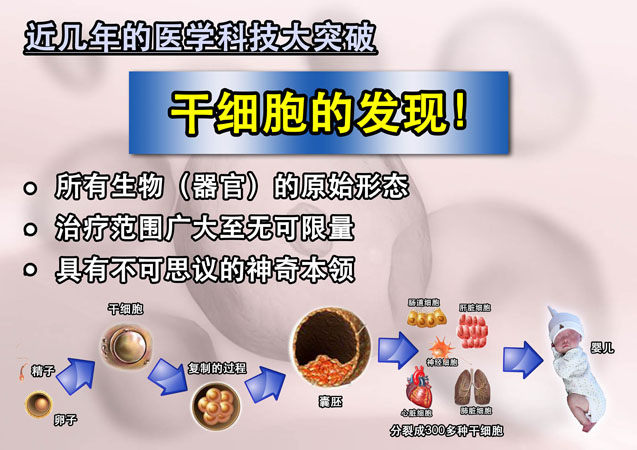 近几年的医学科技大突破
干细胞的发现！
所有生物（器官）的原始形态
治疗范围广大至无可限量
具有不可思议的神奇本领
精子
卵子
干细胞
复制的过程
囊胚
肠道细胞
肝脏细胞
神经细胞
心脏细胞
肺脏细胞
分裂成300多种干细胞
婴儿